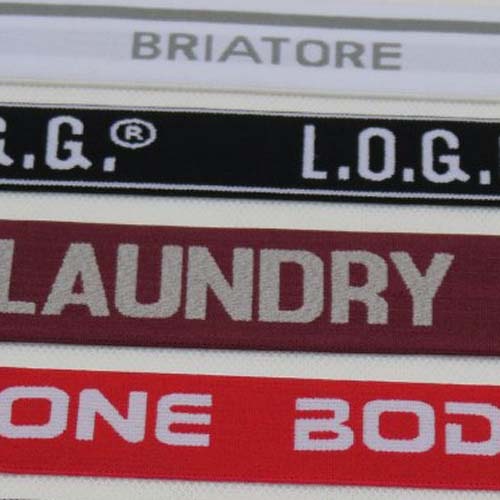 BRIATORE
.G.® L.O.G.
LAUNDRY
ONE BOD